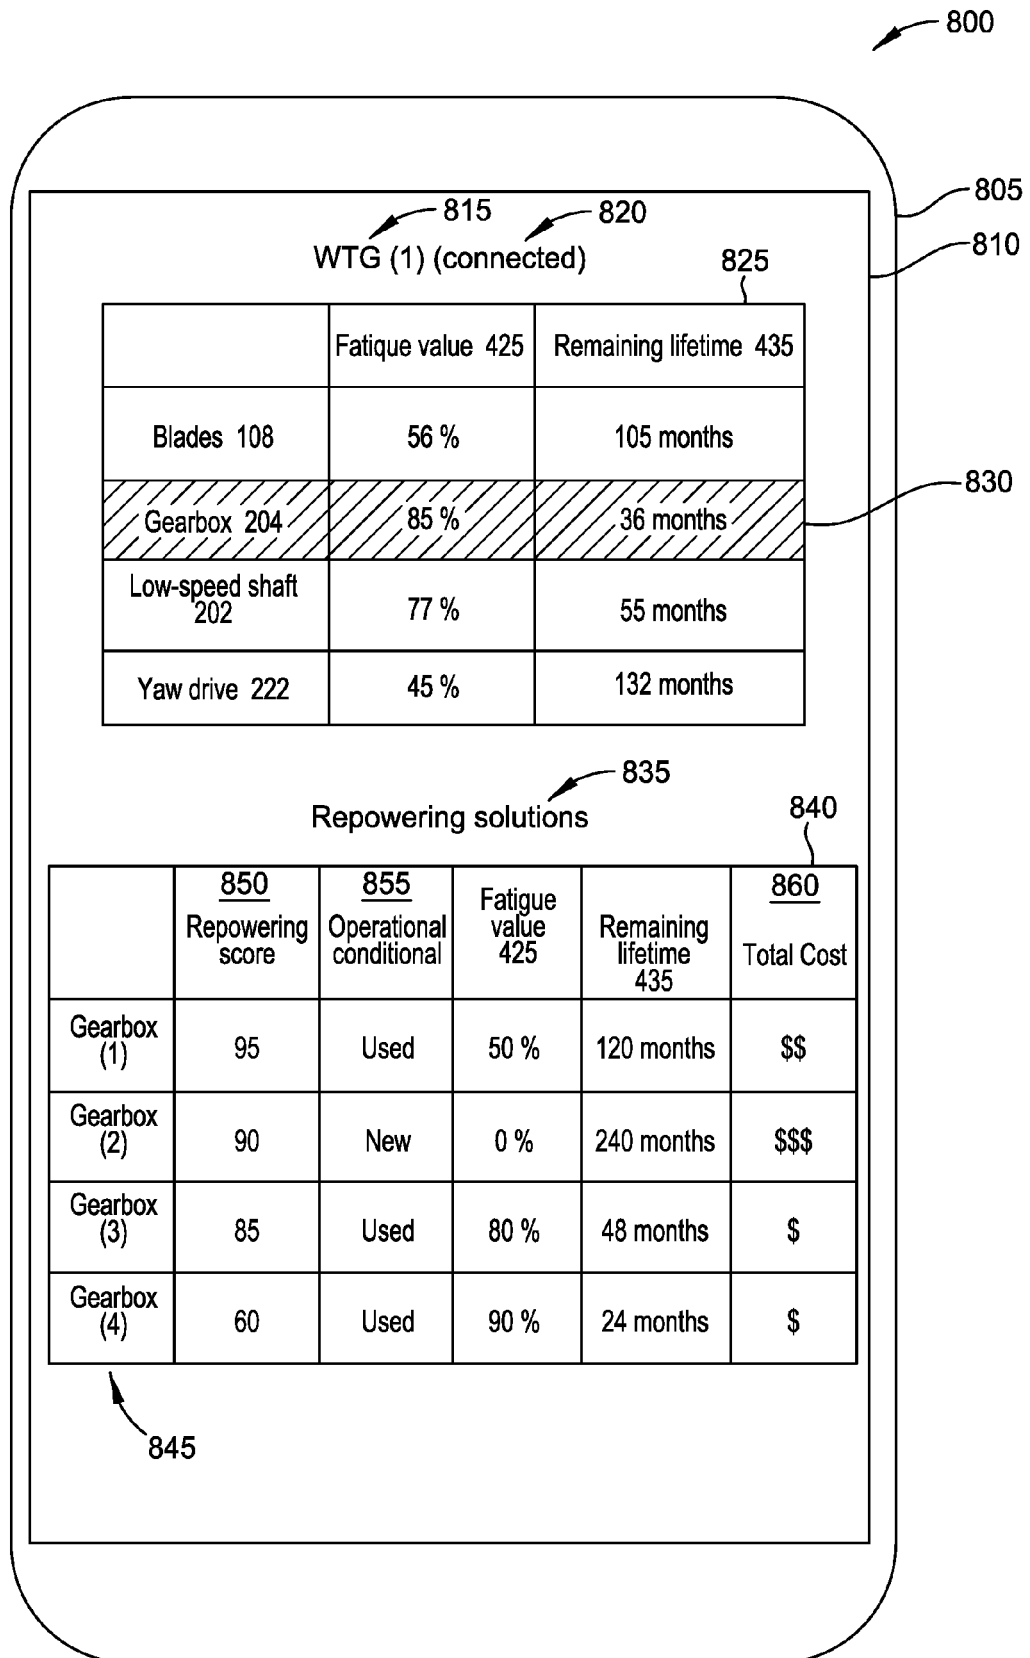 800
805
810
815
820
WTG (1) (connected)
825
Fatique value 425
Remaining lifetime 435
Blades 108
56 %
105 months
830
Gearbox 204
85 %
36 months
Low-speed shaft
202
77 %
55 months
Yaw drive 222
45 %
132 months
835
Repowering solutions
840
850
Repowering
score
855
Operational
conditional
Fatigue
value
425
Remaining
lifetime
435
860
Total Cost
Gearbox
(1)
95
Used
50 %
120 months
$$
Gearbox
(2)
90
New
0 %
240 months
$$$
Gearbox
(3)
85
Used
80 %
48 months
$
Gearbox
(4)
60
Used
90 %
24 months
$
845